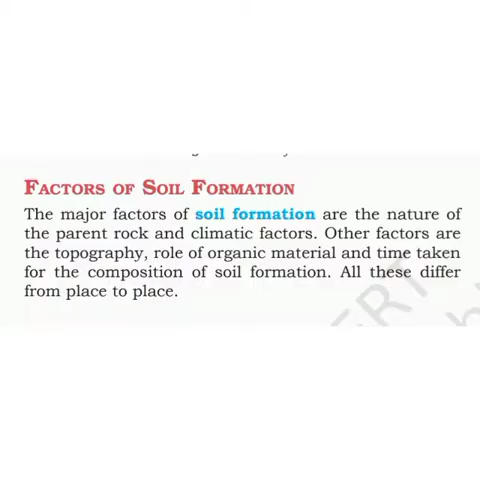 FACTORS OF SOIL FORMATION
The major factors of soil formation are the nature of
the parent rock and climatic factors. Other factors are
the topography, role of organic material and time taken
for the composition of soil formation. All these differ
from place to place.